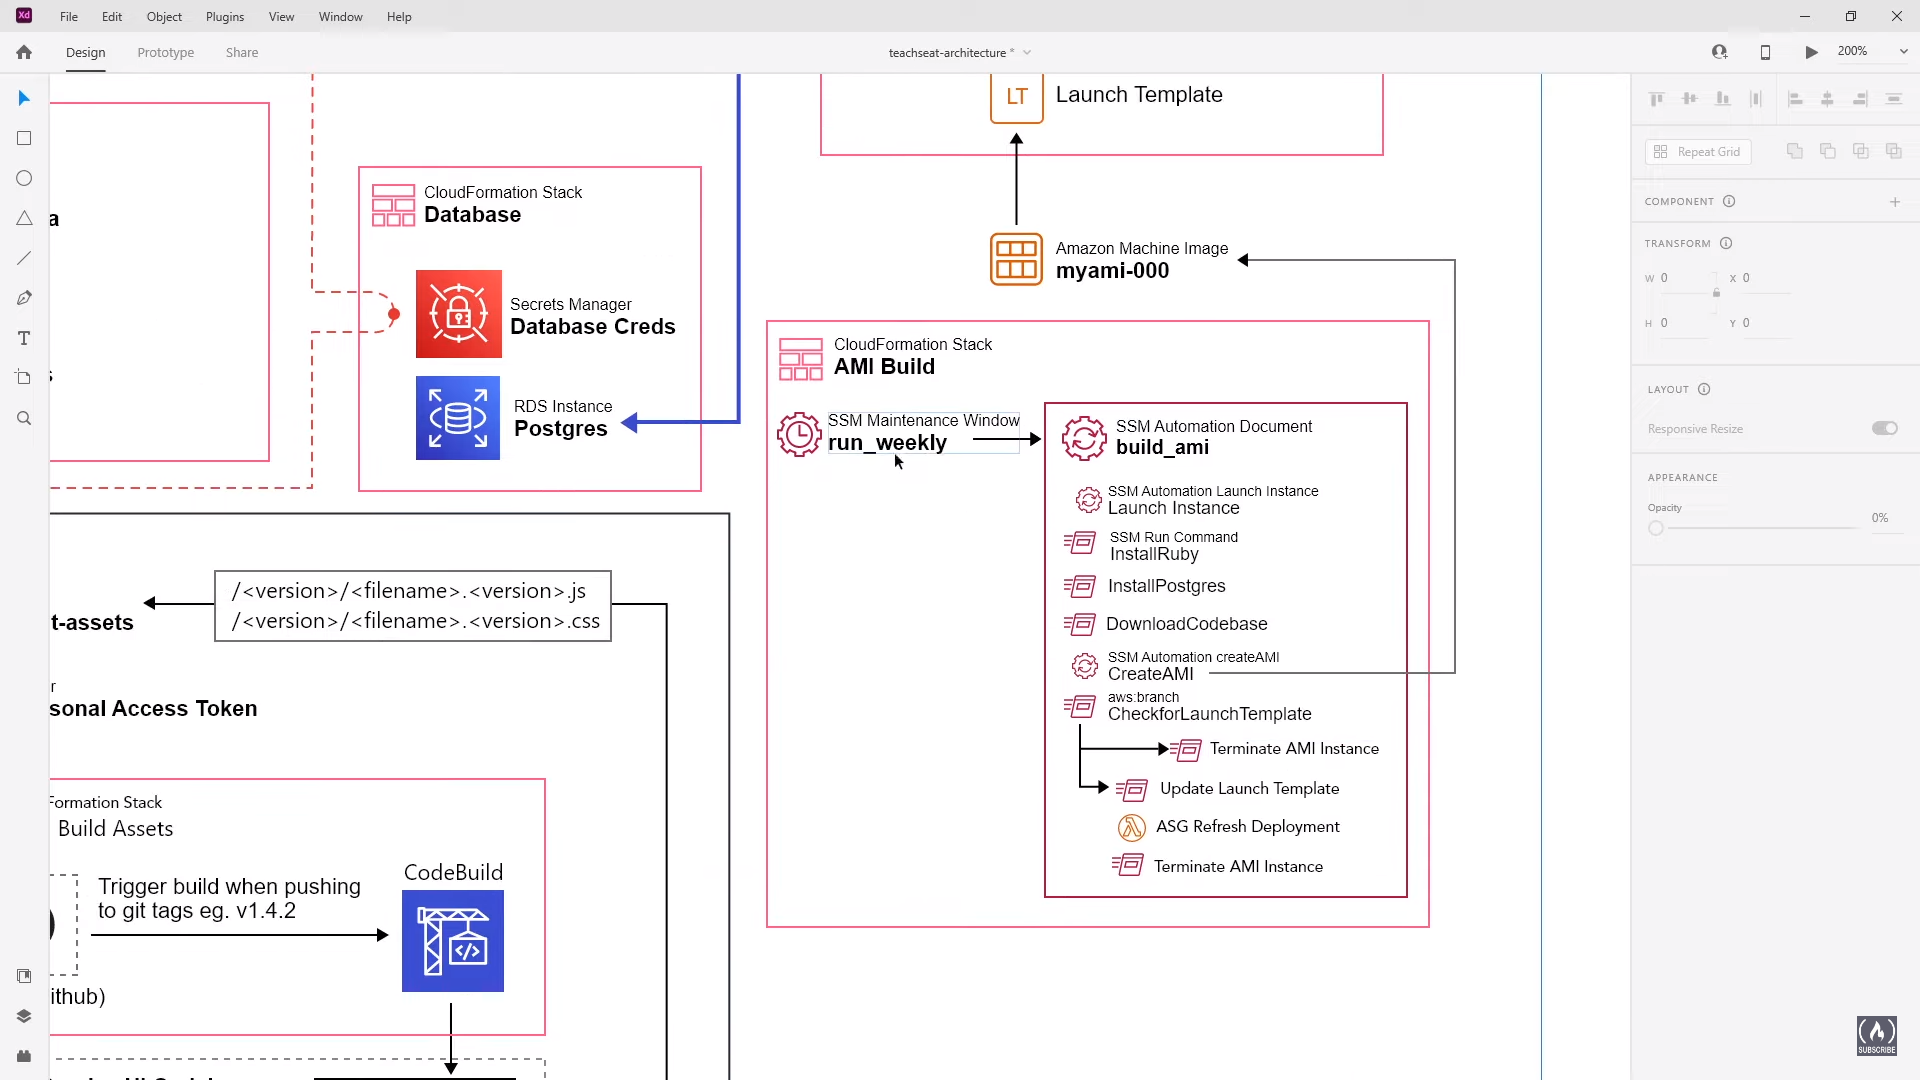 Xd File Edit Object Plugins View Window Help
Design Prototype Share
teachseat-architecture *
200%
LT Launch Template
a
CloudFormation Stack
Database
Secrets Manager
Database Creds
RDS Instance
Postgres
Amazon Machine Image
myami-000
CloudFormation Stack
AMI Build
SSM Maintenance Window
run_weekly
SSM Automation Document
build_ami
SSM Automation Launch Instance
Launch Instance
SSM Run Command
InstallRuby
InstallPostgres
DownloadCodebase
SSM Automation createAMI
CreateAMI
aws:branch
CheckforLaunchTemplate
Terminate AMI Instance
Update Launch Template
ASG Refresh Deployment
Terminate AMI Instance
/<version>/<filename>.<version>.js
/<version>/<filename>.<version>.css
t-assets
r
sonal Access Token
Formation Stack
Build Assets
CodeBuild
Trigger build when pushing
to git tags eg. v1.4.2
</>
ithub)
Repeat Grid
COMPONENT
TRANSFORM
W 0 X 0
H 0 Y 0
LAYOUT
Responsive Resize
APPEARANCE
Opacity
0%
SUBSCRIBE